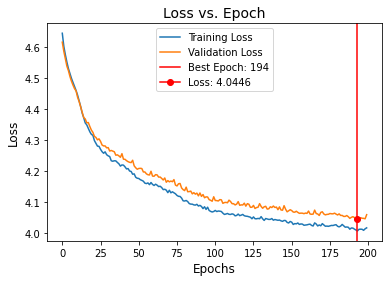 Loss vs. Epoch
Training Loss
Validation Loss
Best Epoch: 194
Loss: 4.0446
Loss
4.6
4.5
4.4
4.3
4.2
4.1
4.0
0 25 50 75 100 125 150 175 200
Epochs